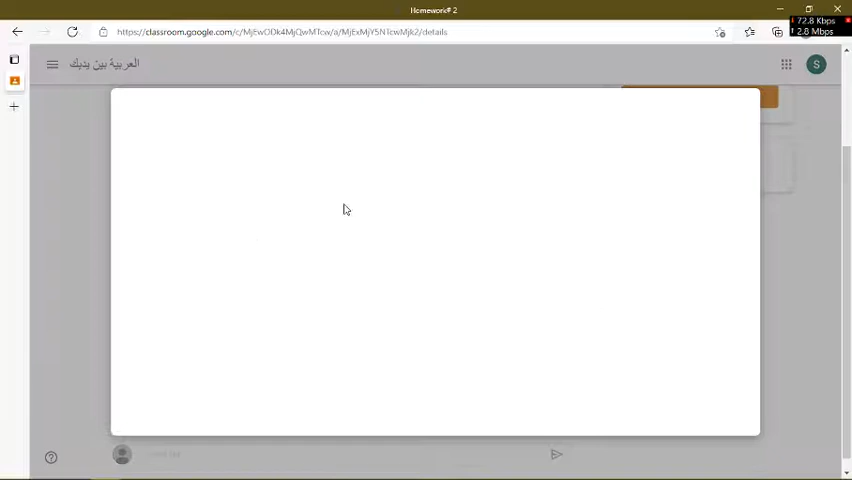 Homework# 2
72.8 Kbps
2.8 Mbps
https://classroom.google.com/c/MjEwODk4MjQwMTcw/a/MjExMjY5NTcwMjk2/details
العربية بين يديك
S